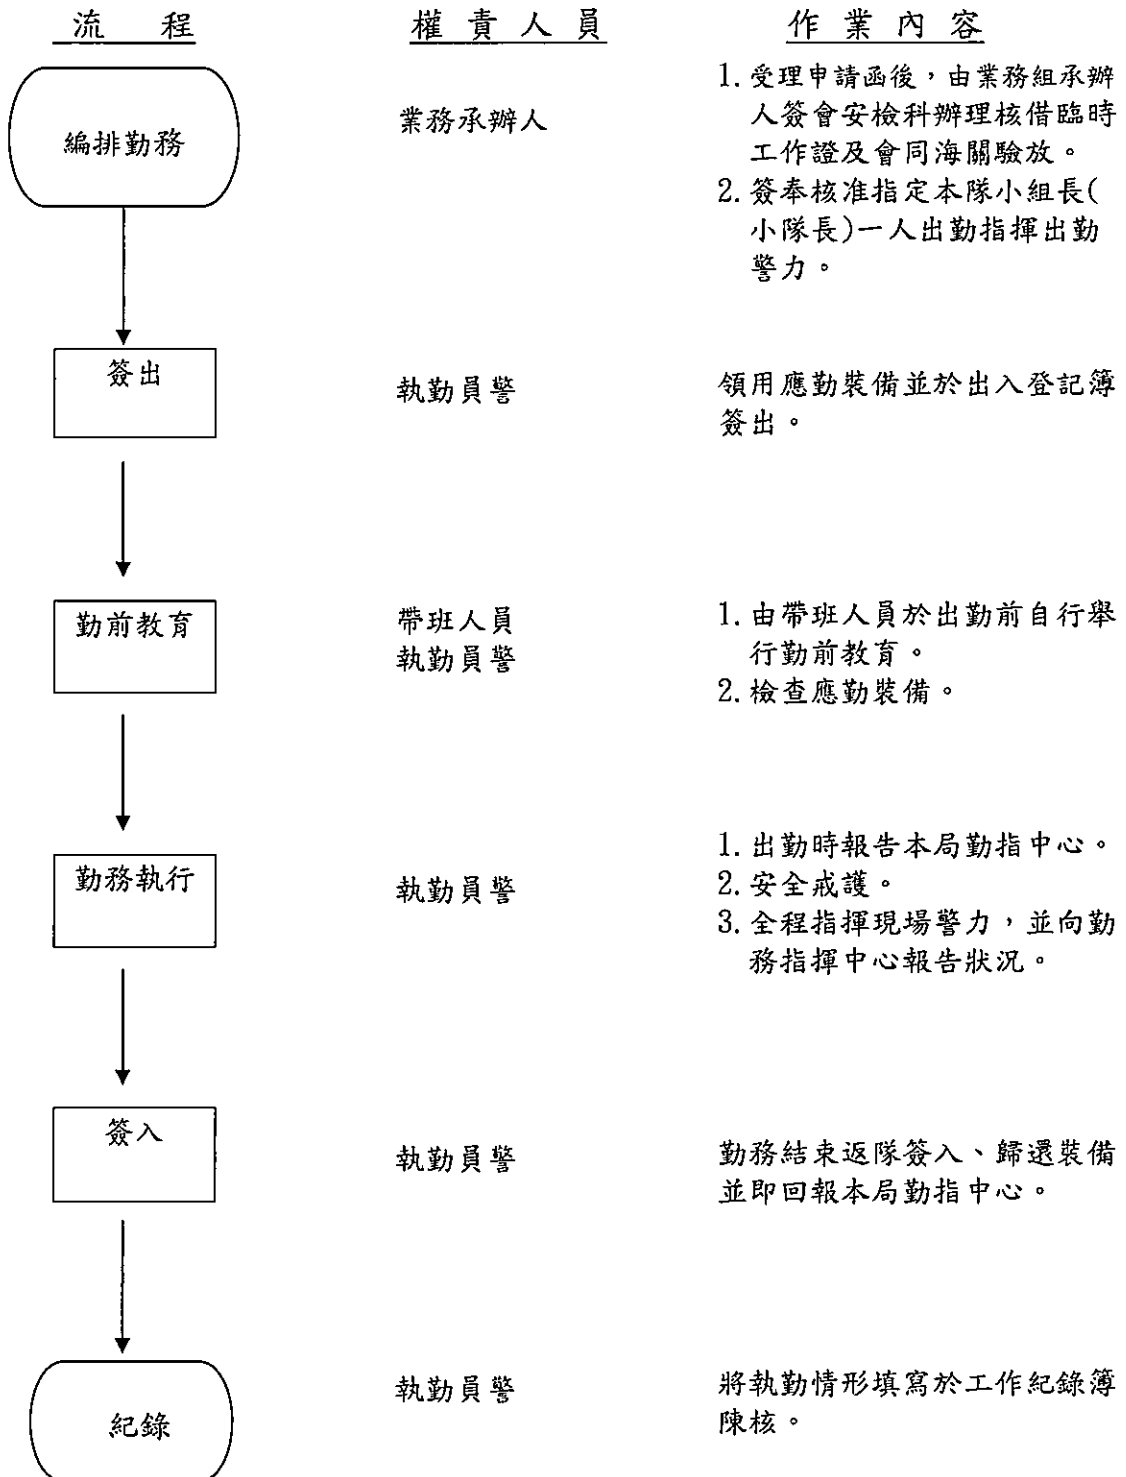 流程 權責人員 作業內容
編排勤務
業務承辦人
1. 受理申請函後，由業務組承辦
人簽會安檢科辦理核借臨時
工作證及會同海關驗放。
2. 簽奉核准指定本隊小組長(
小隊長)一人出勤指揮出勤
警力。
簽出
執勤員警
領用應勤裝備並於出入登記簿
簽出。
勤前教育
帶班人員
執勤員警
1. 由帶班人員於出勤前自行舉
行勤前教育。
2. 檢查應勤裝備。
勤務執行
執勤員警
1. 出勤時報告本局勤指中心。
2. 安全戒護。
3. 全程指揮現場警力，並向勤
務指揮中心報告狀況。
簽入
執勤員警
勤務結束返隊簽入、歸還裝備
並即回報本局勤指中心。
紀錄
執勤員警
將執勤情形填寫於工作紀錄簿
陳核。